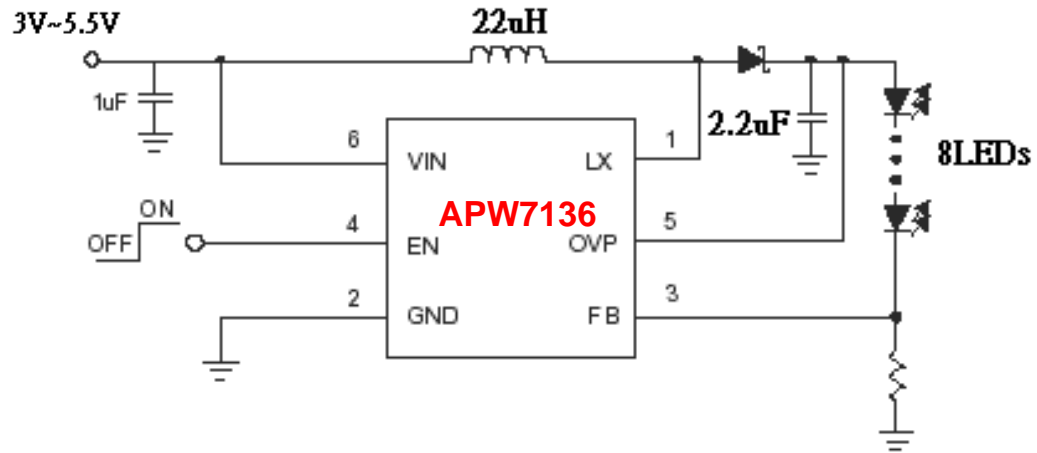 3V~5.5V
22uH
1uF
2.2uF
8LEDs
6
1
VIN
LX
APW7136
ON
OFF
4
5
EN
OVP
2
3
GND
FB